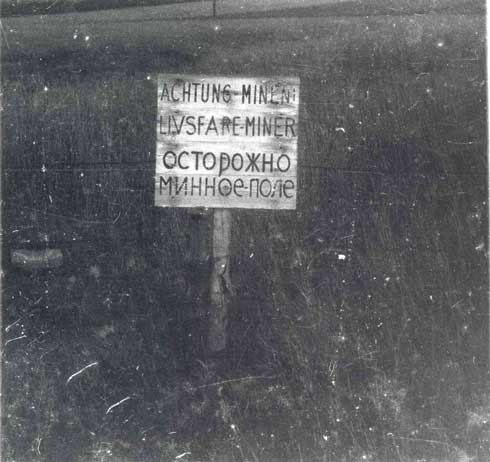 ACHTUNG-MINEN!
LIVSFARE-MINER
ОСТОРОЖНО
МИННОЕ-ПОЛЕ